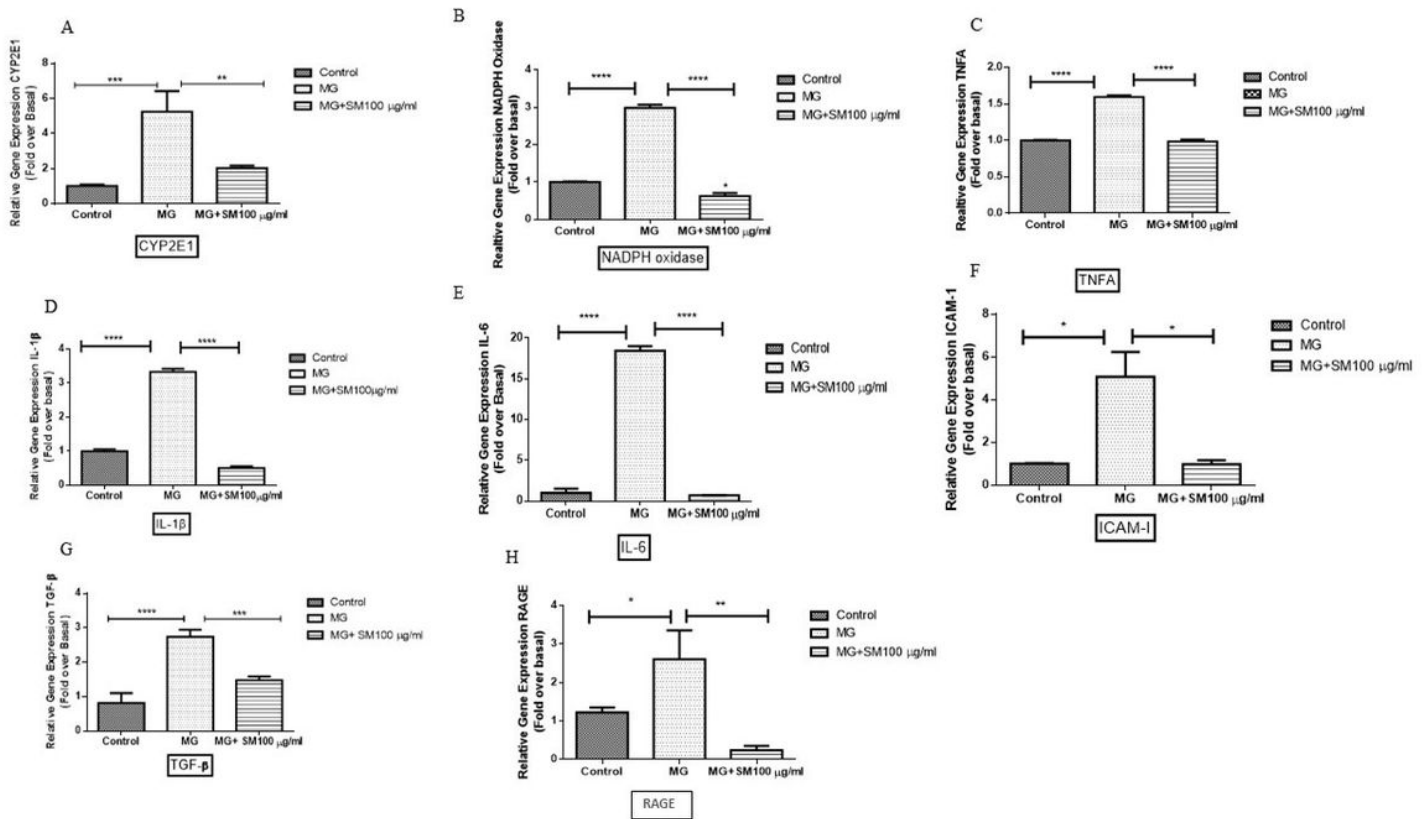 A
Relative Gene Expression CYP2E1
(Fold over Basal)
8
6
4
2
0
***
**
Control
MG
MG+SM100 μg/ml
Control
MG
MG+SM100 μg/ml
CYP2E1
B
Realtive Gene Expression NADPH Oxidase
(Fold over basal)
4
3
2
1
0
****
****
*
Control
MG
MG+SM100 μg/ml
Control
MG
MG+SM100 μg/ml
NADPH oxidase
C
Realtive Gene Expression TNFA
(Fold over basal)
2.0
1.5
1.0
0.5
0.0
****
****
Control
MG
MG+SM100 μg/ml
Control
MG
MG+SM100 μg/ml
TNFA
D
Relative Gene Expression IL-1β
(Fold over basal)
4
3
2
1
0
****
****
Control
MG
MG+SM100μg/ml
Control
MG
MG+SM100μg/ml
IL-1β
E
Relative Gene Expression IL-6
(Fold over Basal)
20
15
10
5
0
****
****
Control
MG
MG+SM100 μg/ml
Control
MG
MG+SM100 μg/ml
IL-6
F
Relative Gene Expression ICAM-1
(Fold over basal)
8
6
4
2
0
*
*
Control
MG
MG+SM100 μg/ml
Control
MG
MG+SM100 μg/ml
ICAM-I
G
Relative Gene Expression TGF-β
(Fold over Basal)
4
3
2
1
0
****
***
Control
MG
MG+ SM100 μg/ml
Control
MG
MG+ SM100 μg/ml
TGF-β
H
Relative Gene Expression RAGE
(Fold over basal)
4
3
2
1
0
*
**
Control
MG
MG+SM100 μg/ml
Control
MG
MG+SM100 μg/ml
RAGE